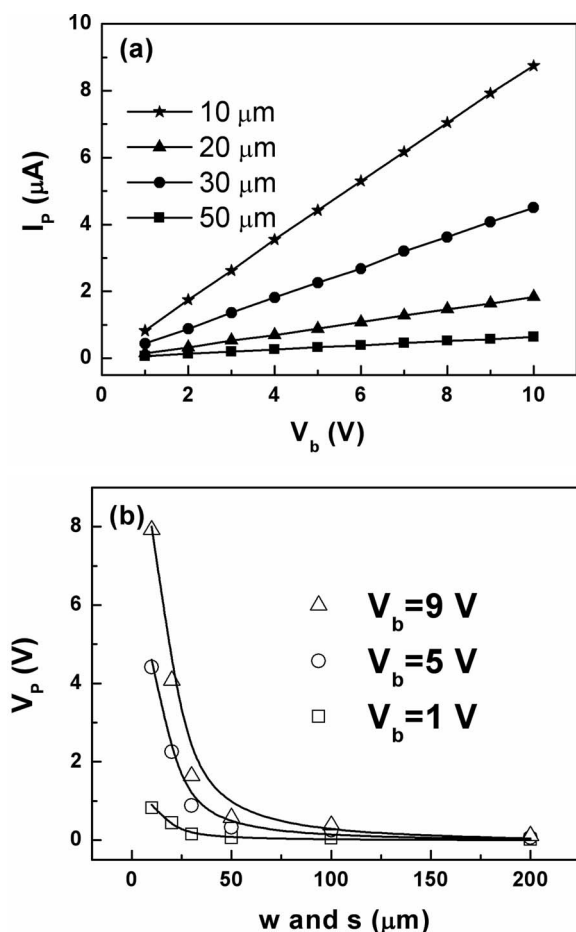 (a)
10 μm
20 μm
30 μm
50 μm
I_P (μA)
10
8
6
4
2
0
0 2 4 6 8 10
V_b (V)
(b)
V_b=9 V
V_b=5 V
V_b=1 V
V_P (V)
8
6
4
2
0
0 50 100 150 200
w and s (μm)